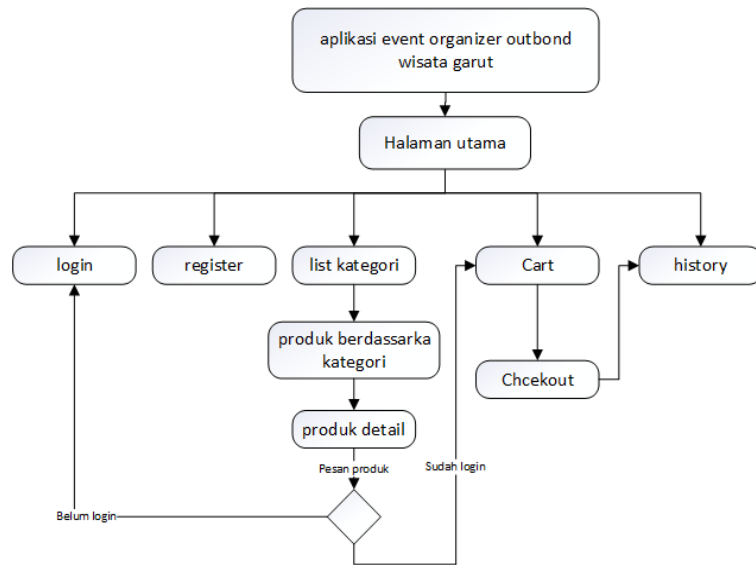 aplikasi event organizer outbond
wisata garut
Halaman utama
login
register
list kategori
Cart
history
produk berdassarka
kategori
Chcekout
produk detail
Pesan produk
Sudah login
Belum login